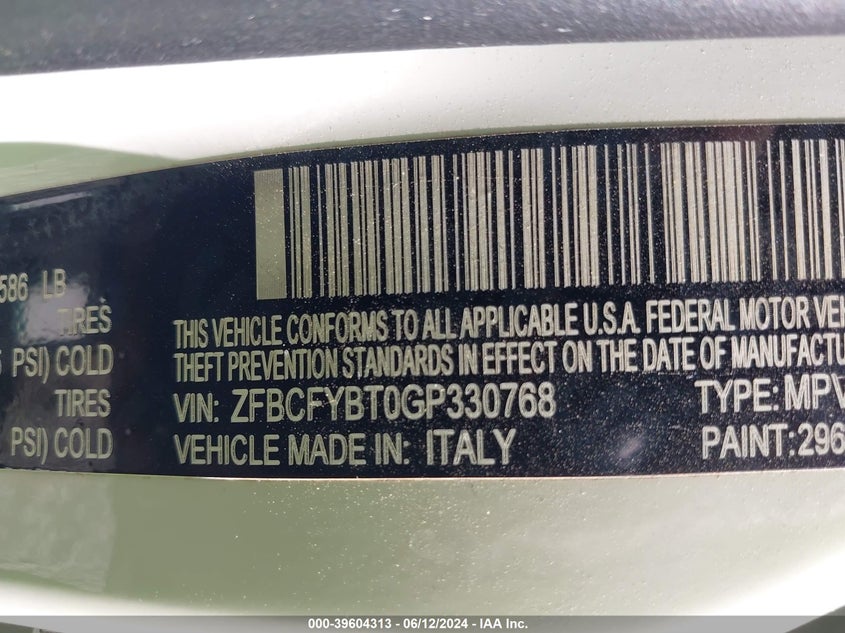 586 LB
TIRES
PSI) COLD
TIRES
PSI) COLD
THIS VEHICLE CONFORMS TO ALL APPLICABLE U.S.A. FEDERAL MOTOR VEH
THEFT PREVENTION STANDARDS IN EFFECT ON THE DATE OF MANUFACTU
VIN: ZFBCFYBT0GP330768 TYPE: MPV
VEHICLE MADE IN: ITALY PAINT: 296
000-39604313 - 06/12/2024 - IAA Inc.